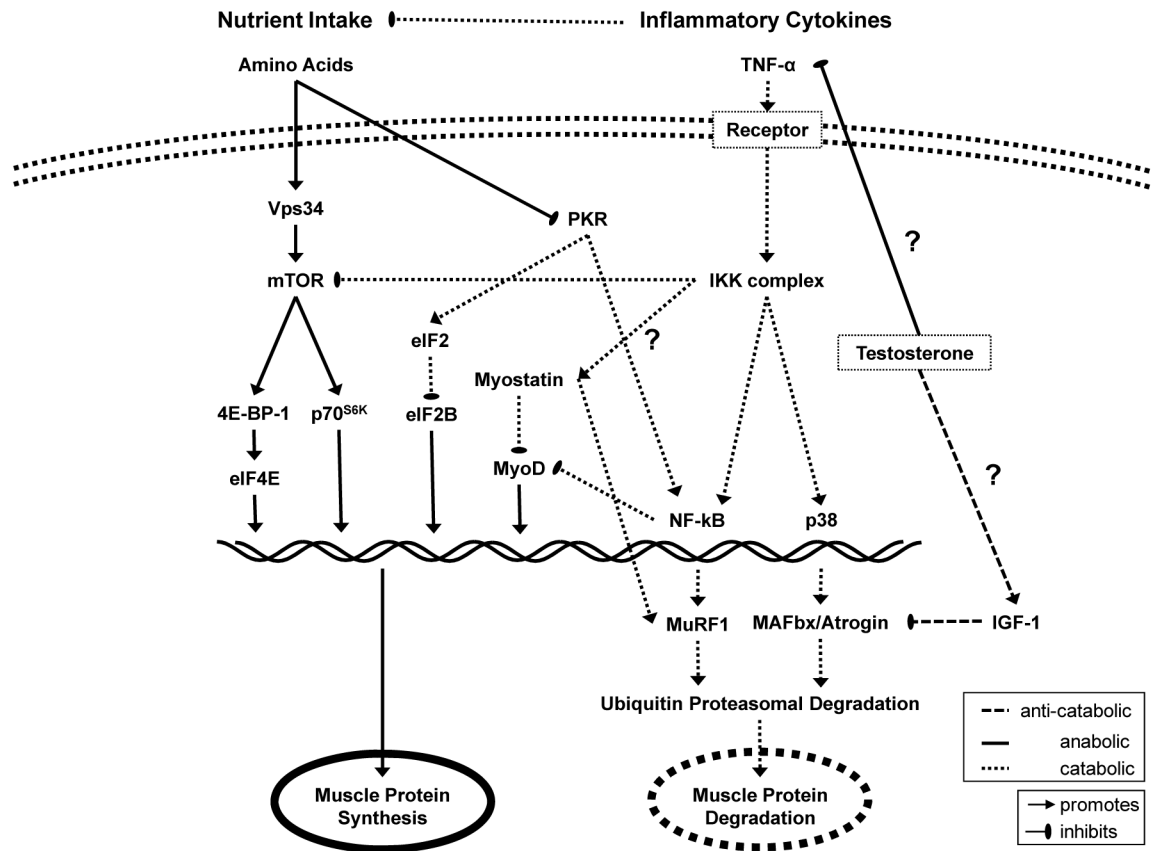 Nutrient Intake
Inflammatory Cytokines
Amino Acids
TNF-α
Receptor
Vps34
PKR
?
mTOR
IKK complex
eIF2
?
Testosterone
Myostatin
4E-BP-1
p70S6K
eIF2B
MyoD
?
eIF4E
NF-kB
p38
MuRF1
MAFbx/Atrogin
IGF-1
Ubiquitin Proteasomal Degradation
anti-catabolic
anabolic
catabolic
Muscle Protein
Synthesis
Muscle Protein
Degradation
promotes
inhibits